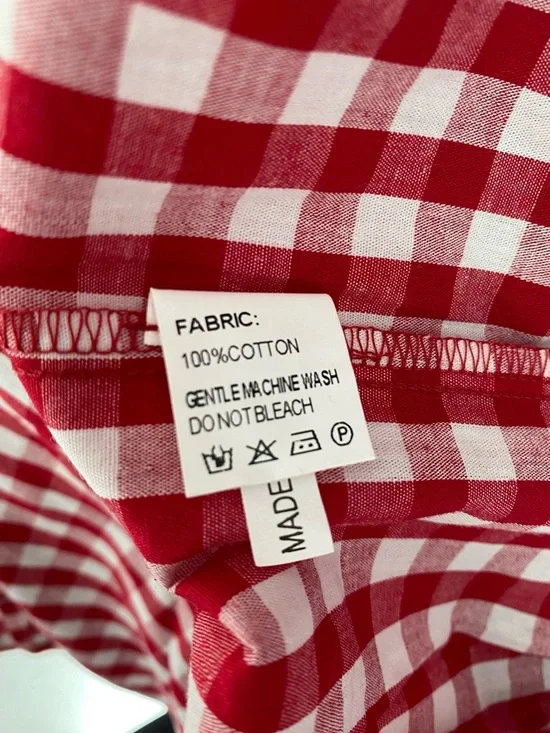 FABRIC:
100%COTTON
GENTLE MACHINE WASH
DO NOT BLEACH
P
MADE